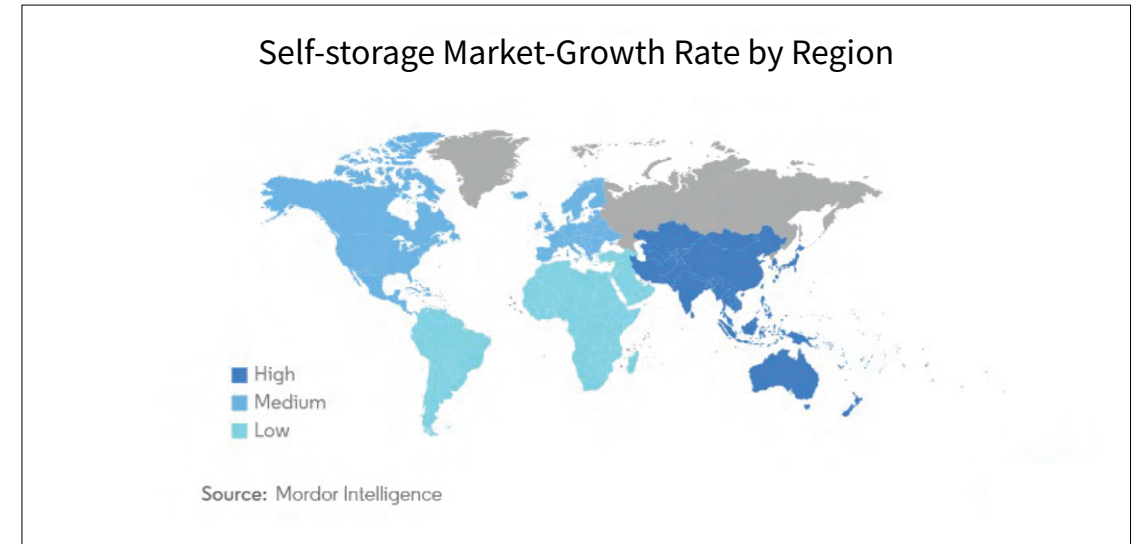 Self-storage Market-Growth Rate by Region
High
Medium
Low
Source: Mordor Intelligence